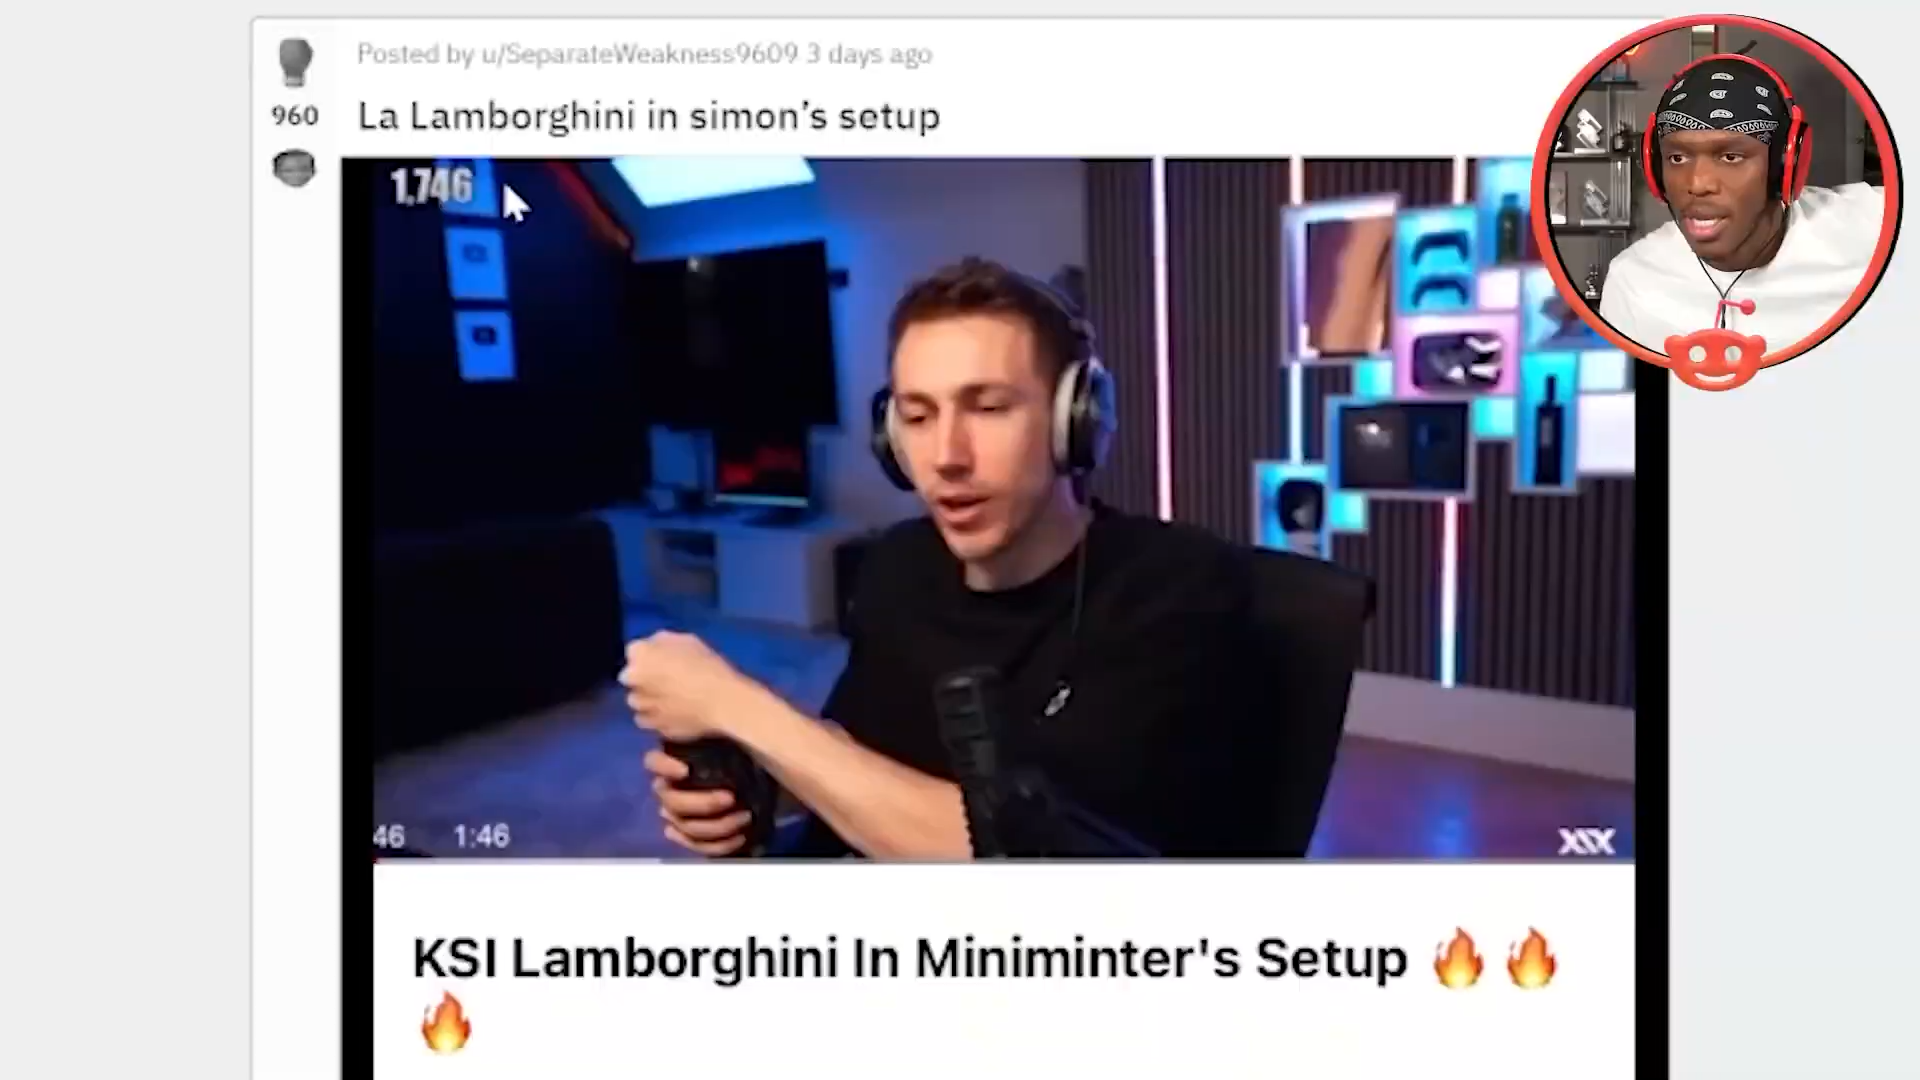 Posted by u/SeparateWeakness9609 3 days ago
960
La Lamborghini in simon’s setup
1,746
46 1:46
XIX
KSI Lamborghini In Miniminter's Setup 🔥 🔥
🔥